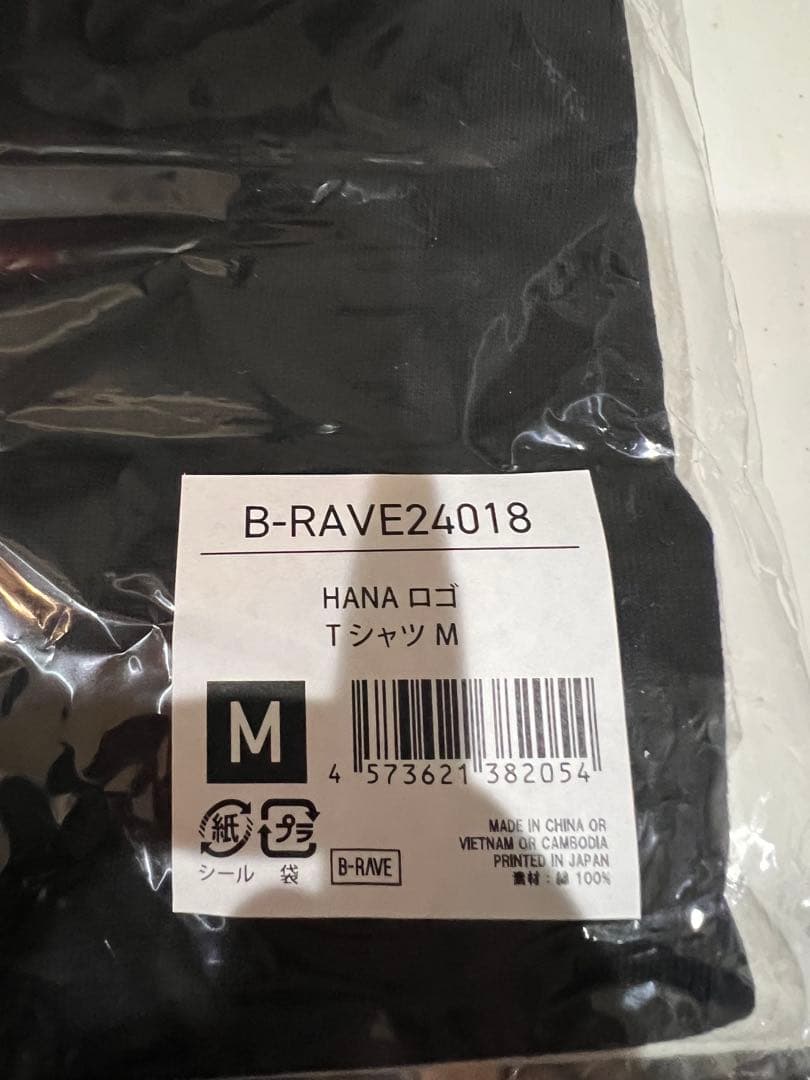 B-RAVE24018
HANA ロゴ
T シャツ M
M
4 573621 382054
紙 プラ
シール 袋
B-RAVE
MADE IN CHINA OR
VIETNAM OR CAMBODIA
PRINTED IN JAPAN
素材：綿 100%